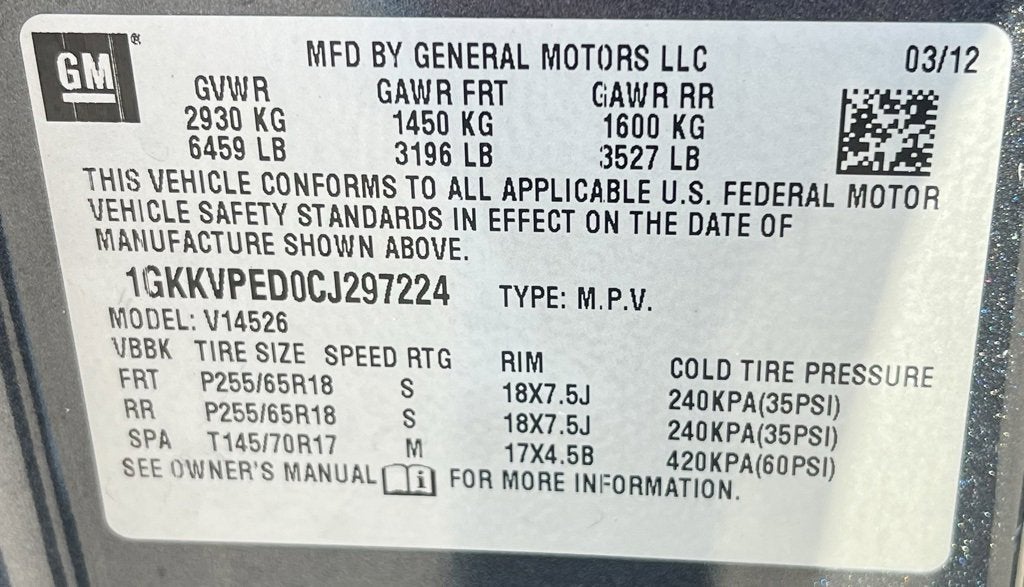 GM ®
MFD BY GENERAL MOTORS LLC 03/12
GVWR GAWR FRT GAWR RR
2930 KG 1450 KG 1600 KG
6459 LB 3196 LB 3527 LB
THIS VEHICLE CONFORMS TO ALL APPLICABLE U.S. FEDERAL MOTOR
VEHICLE SAFETY STANDARDS IN EFFECT ON THE DATE OF
MANUFACTURE SHOWN ABOVE.
1GKKVPED0CJ297224 TYPE: M.P.V.
MODEL: V14526
VBBK TIRE SIZE SPEED RTG RIM COLD TIRE PRESSURE
FRT P255/65R18 S 18X7.5J 240KPA(35PSI)
RR P255/65R18 S 18X7.5J 240KPA(35PSI)
SPA T145/70R17 M 17X4.5B 420KPA(60PSI)
SEE OWNER'S MANUAL i FOR MORE INFORMATION.